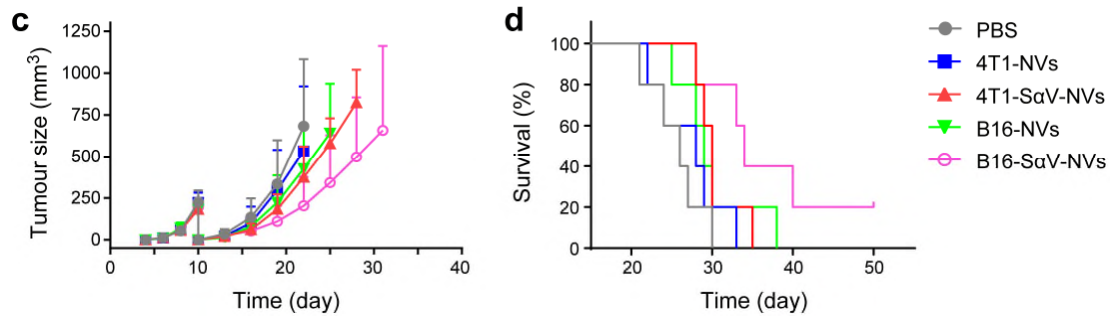 c
Tumour size (mm³)
1250
1000
750
500
250
0
0
10
20
30
40
Time (day)
d
Survival (%)
100
80
60
40
20
0
20
30
40
50
Time (day)
PBS
4T1-NVs
4T1-SαV-NVs
B16-NVs
B16-SαV-NVs